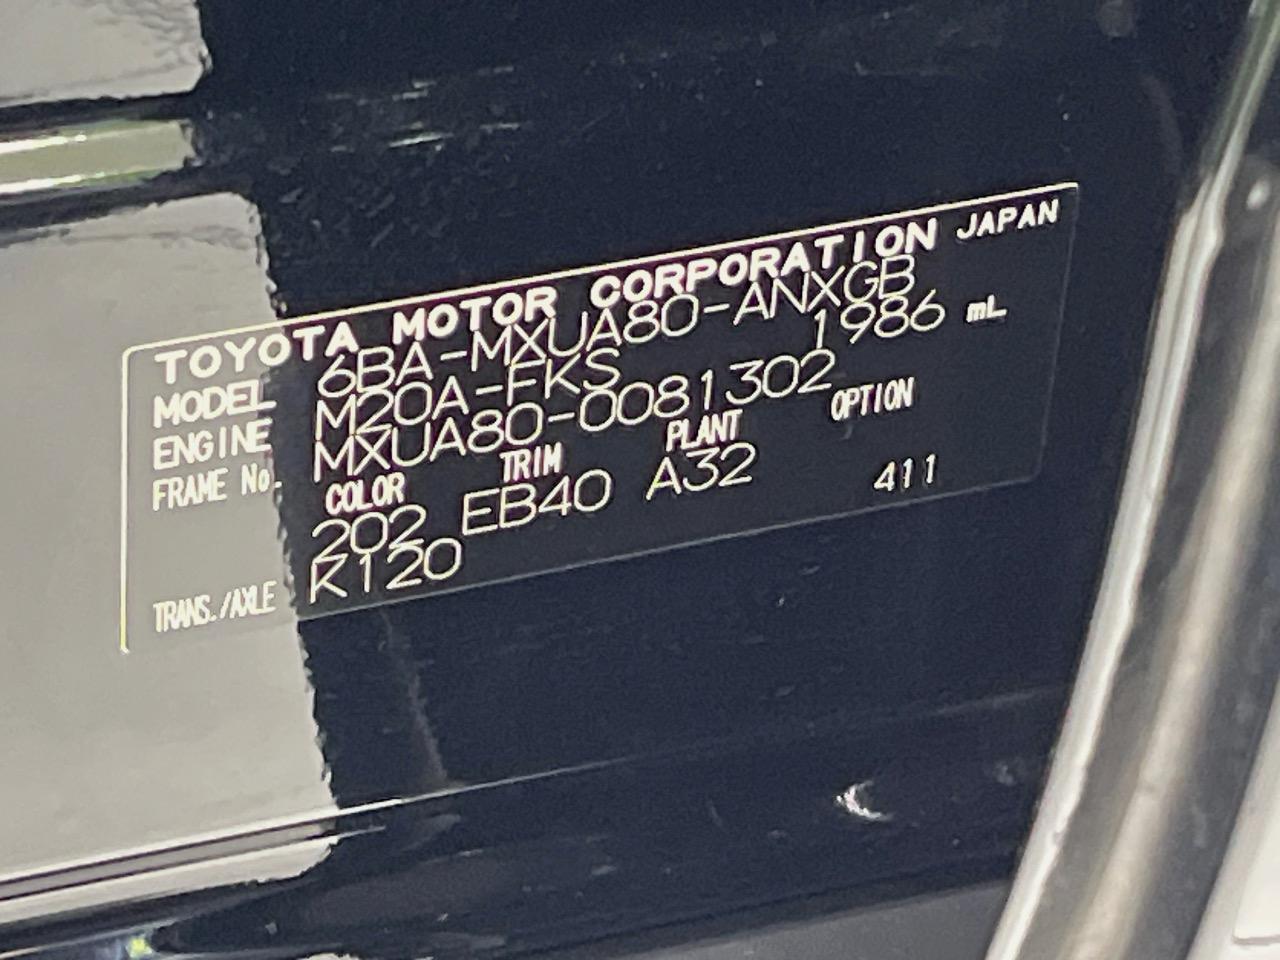 TOYOTA MOTOR CORPORATION JAPAN
MODEL 6BA-MXUA80-ANXGB
ENGINE M20A-FKS 1986 mL
FRAME No. MXUA80-0081302
COLOR TRIM PLANT OPTION
202 EB40 A32 411
TRANS./AXLE K120